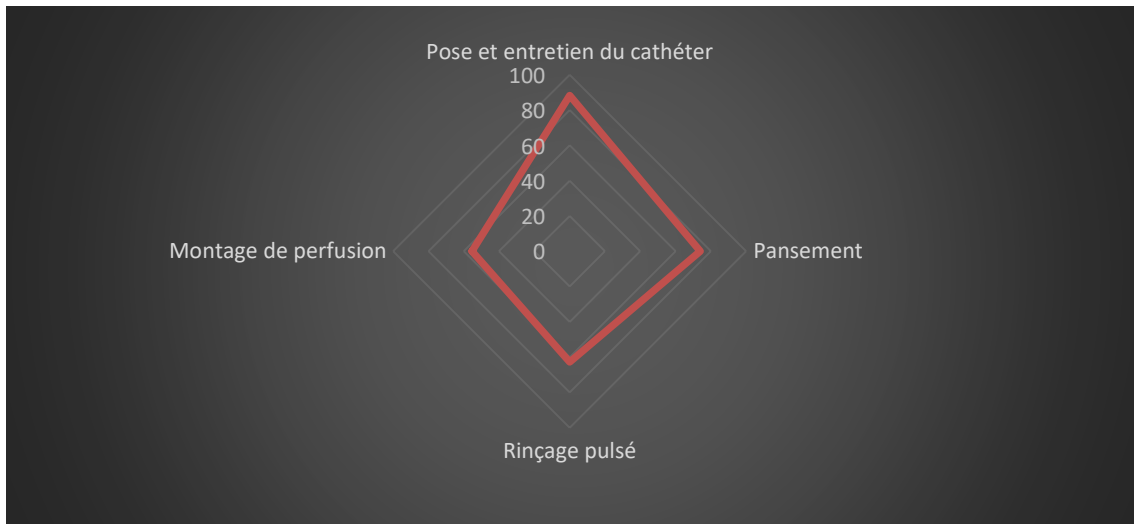 Pose et entretien du cathéter
100
80
60
40
20
0
Montage de perfusion
Pansement
Rinçage pulsé